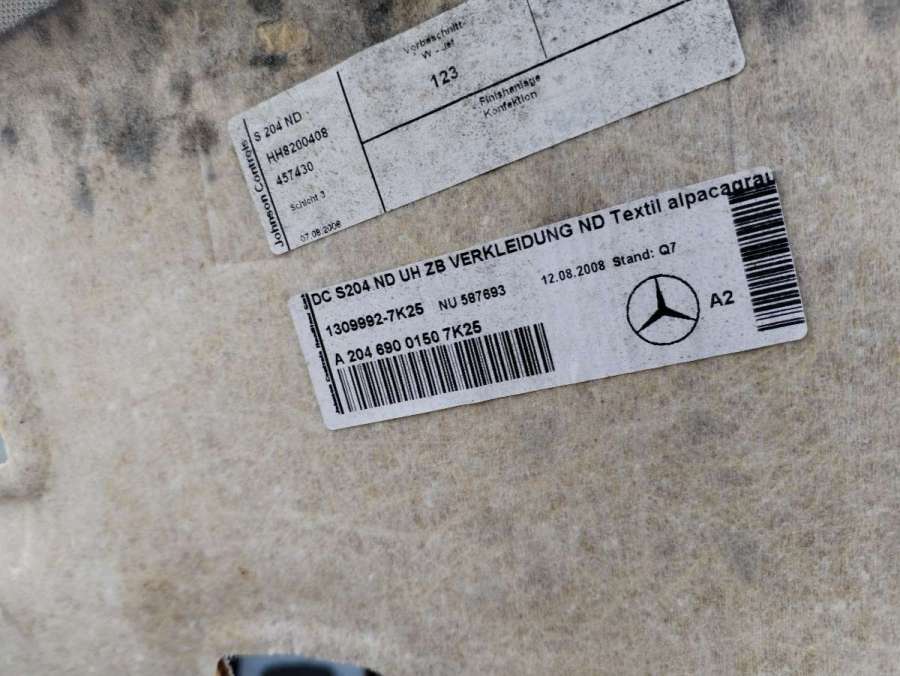 Johnson Controls
S 204 ND
HH8200408
457430
Schicht 3
07.08.2008
Vorbeschnitt:
W - Jet
123
Finishanlage
Konfektion
DC S204 ND UH ZB VERKLEIDUNG ND Textil alpacagrau
1309992-7K25 NU 587693
12.08.2008 Stand: Q7
A 204 690 0150 7K25
A2